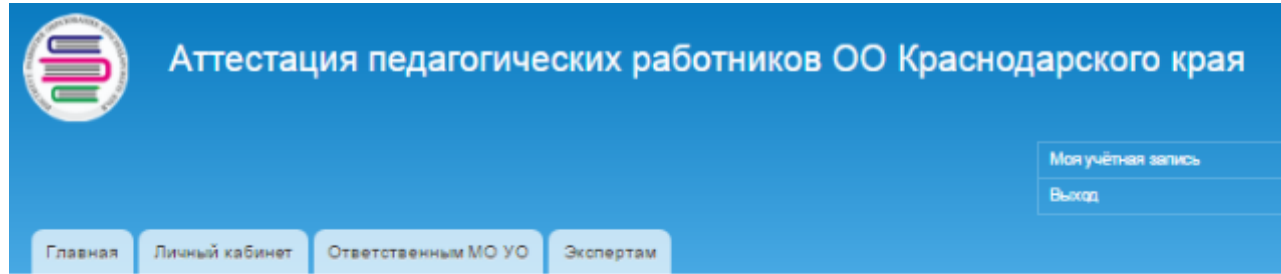 Аттестация педагогических работников ОО Краснодарского края
Моя учётная запись
Выход
Главная Личный кабинет Ответственным МО УО Экспертам